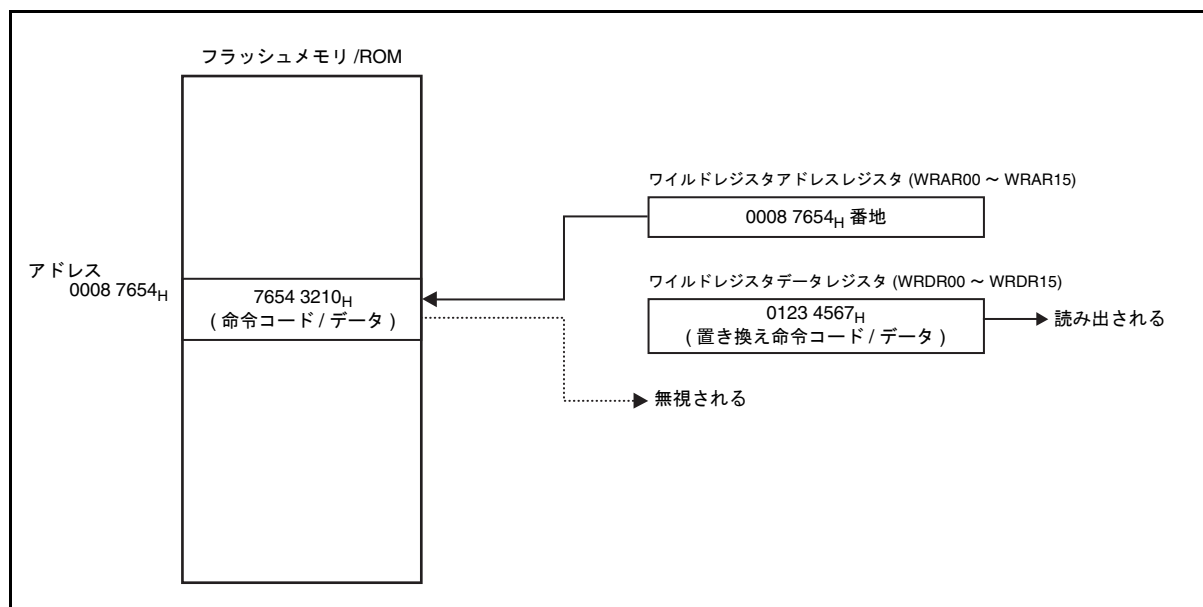 フラッシュメモリ /ROM
ワイルドレジスタアドレスレジスタ (WRAR00 ~ WRAR15)
0008 7654H 番地
アドレス
0008 7654H
7654 3210H
( 命令コード / データ )
ワイルドレジスタデータレジスタ (WRDR00 ~ WRDR15)
0123 4567H
( 置き換え命令コード / データ )
読み出される
無視される